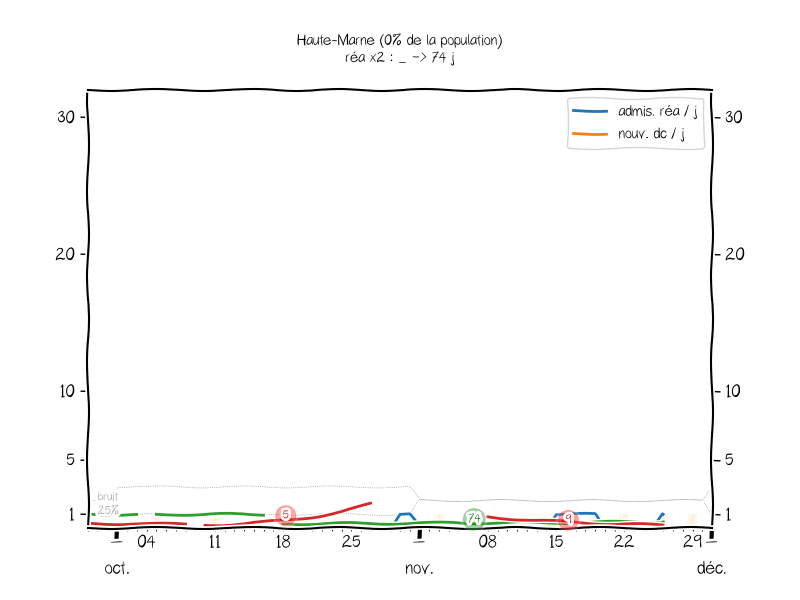 Haute-Marne (0% de la population)
réa x2 : _ -> 74 j
admis. réa / j
nouv. dc / j
30
20
10
5
1
30
20
10
5
1
bruit
25%
5
74
9
04
11
18
25
08
15
22
29
oct.
nov.
déc.